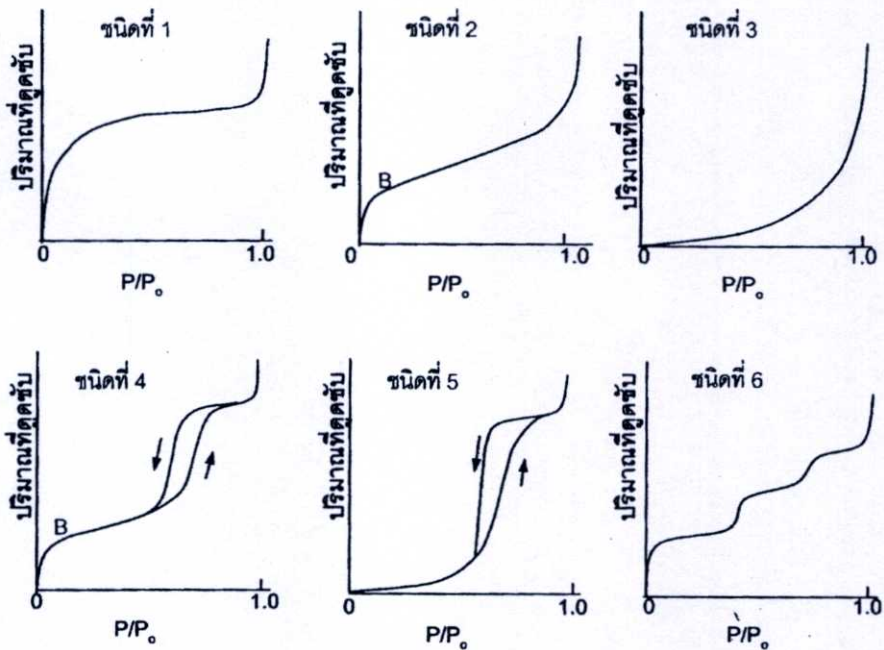 ชนิดที่ 1
ปริมาณที่ดูดซับ
0
1.0
P/Po
ชนิดที่ 2
ปริมาณที่ดูดซับ
B
0
1.0
P/Po
ชนิดที่ 3
ปริมาณที่ดูดซับ
0
1.0
P/Po
ชนิดที่ 4
ปริมาณที่ดูดซับ
B
0
1.0
P/Po
ชนิดที่ 5
ปริมาณที่ดูดซับ
0
1.0
P/Po
ชนิดที่ 6
ปริมาณที่ดูดซับ
0
1.0
P/Po